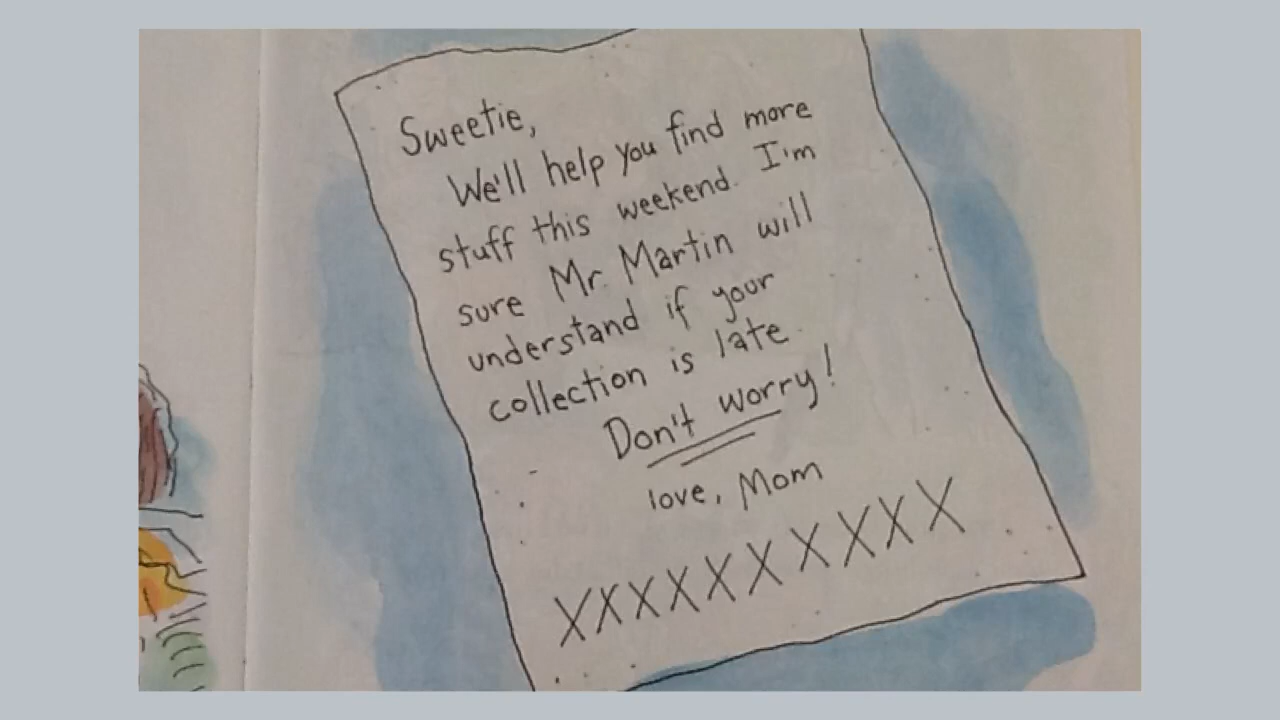 Sweetie,
We'll help you find more
stuff this weekend. I'm
sure Mr. Martin will
understand if your
collection is late.
Don't worry!
love, Mom
XXXXXXXXXX